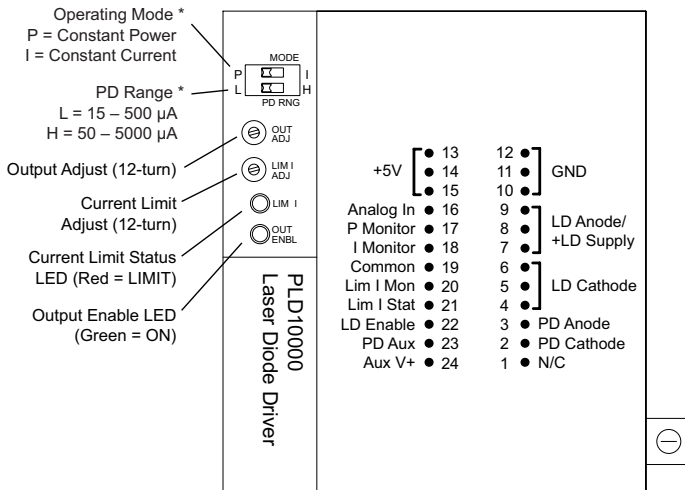 Operating Mode *
P = Constant Power
I = Constant Current
PD Range *
L = 15 – 500 µA
H = 50 – 5000 µA
Output Adjust (12-turn)
Current Limit
Adjust (12-turn)
Current Limit Status
LED (Red = LIMIT)
Output Enable LED
(Green = ON)
MODE
P I
L H
PD RNG
OUT
ADJ
LIM I
ADJ
LIM I
OUT
ENBL
PLD10000
Laser Diode Driver
+5V
13
14
15
Analog In 16
P Monitor 17
I Monitor 18
Common 19
Lim I Mon 20
Lim I Stat 21
LD Enable 22
PD Aux 23
Aux V+ 24
12
11
10
GND
9
8
7
LD Anode/
+LD Supply
6
5
4
LD Cathode
3 PD Anode
2 PD Cathode
1 N/C